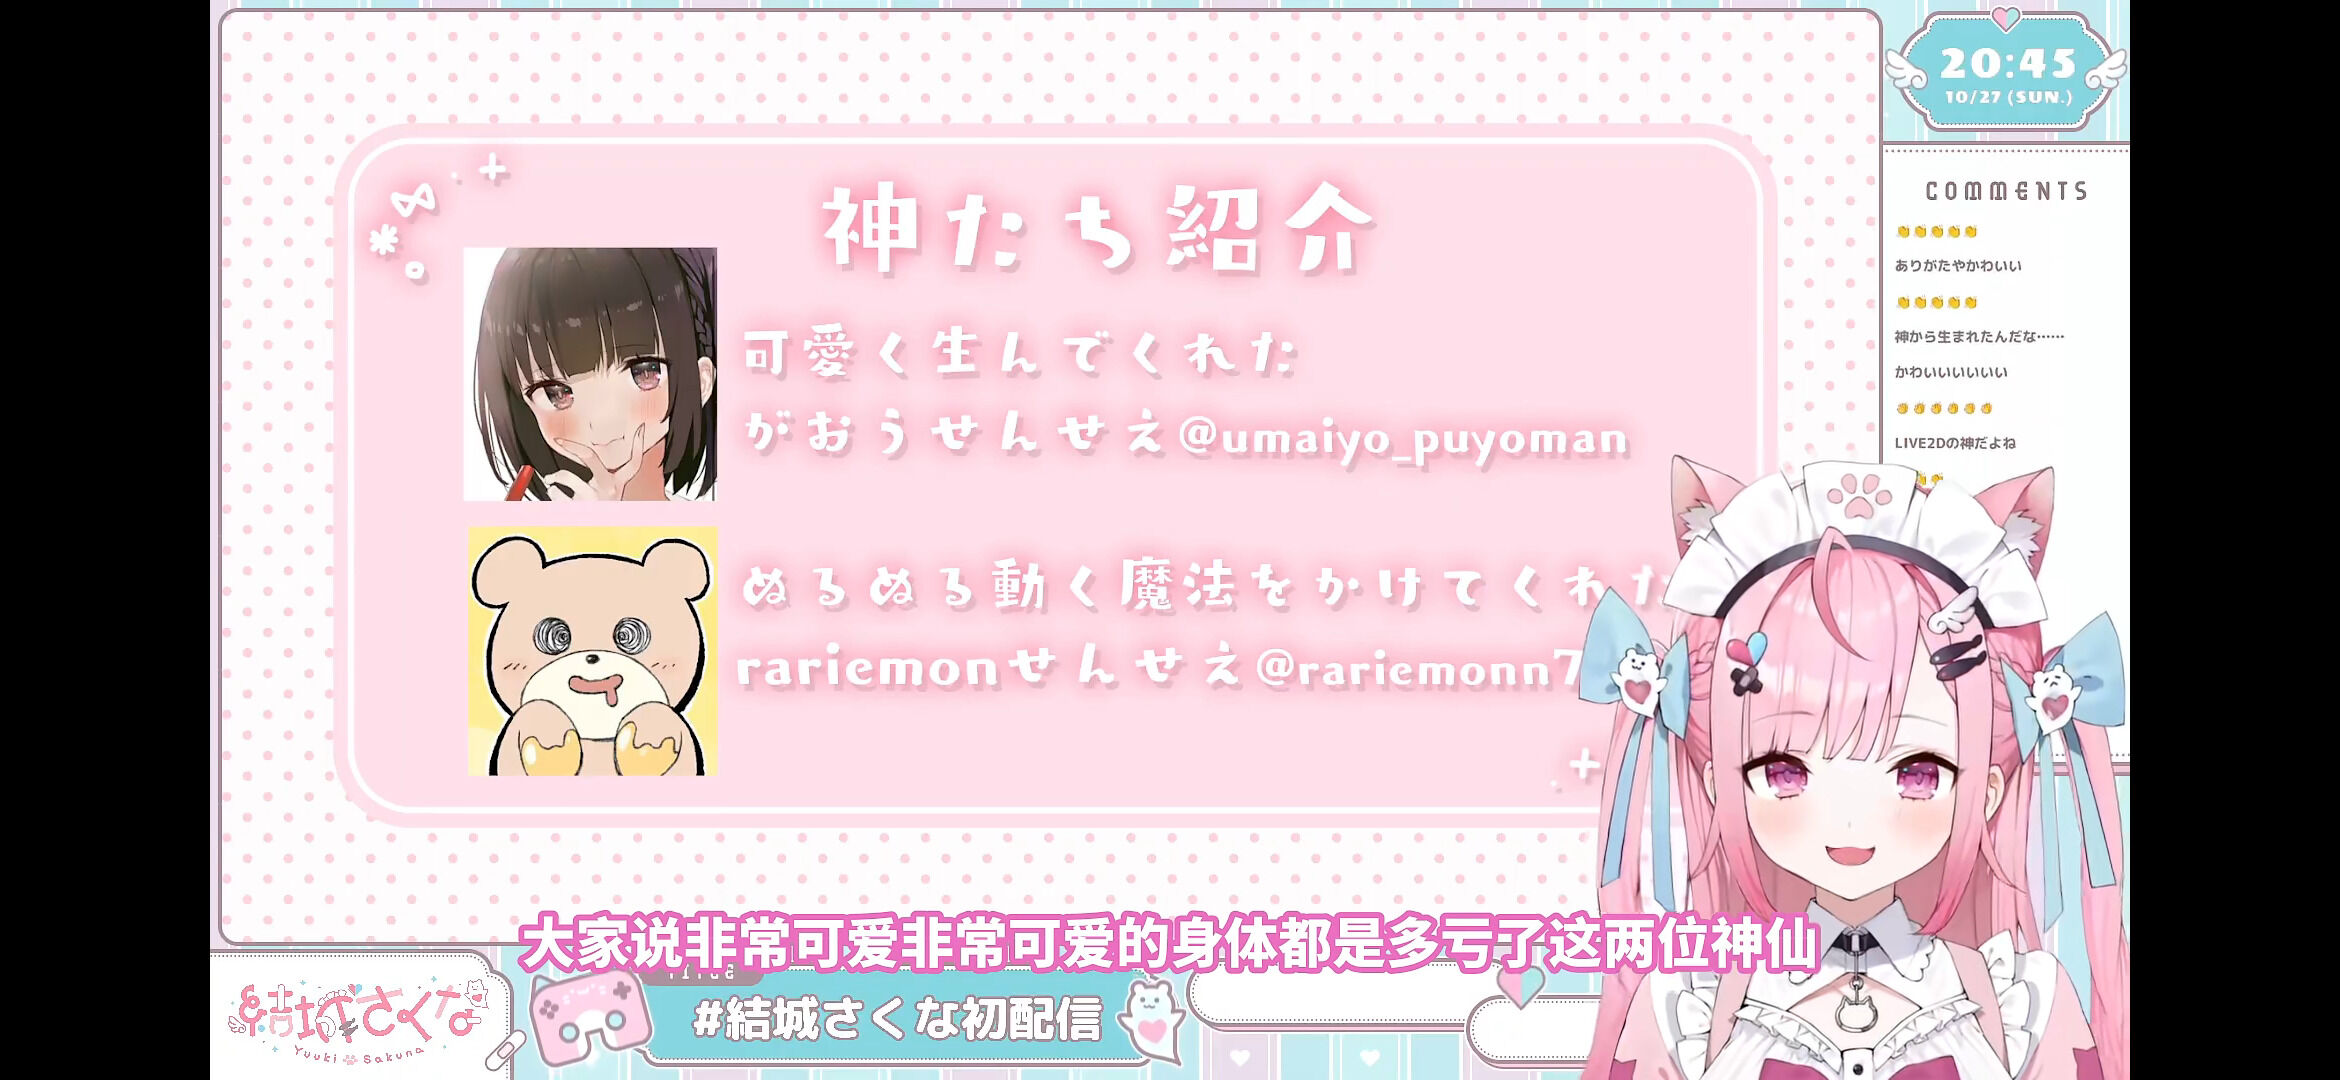 20:45
10/27 (SUN.)
COMMENTS
ありがたやかわいい
神から生まれたんだな……
かわいいいいいい
LIVE2Dの神だよね
神たち紹介
可愛く生んでくれた
がおうせんせえ@umaiyo_puyoman
ぬるぬる動く魔法をかけてくれた
rariemonせんせえ@rariemonn7
大家说非常可爱非常可爱的身体都是多亏了这两位神仙
結城さくな
Yuuki Sakuna
#結城さくな初配信